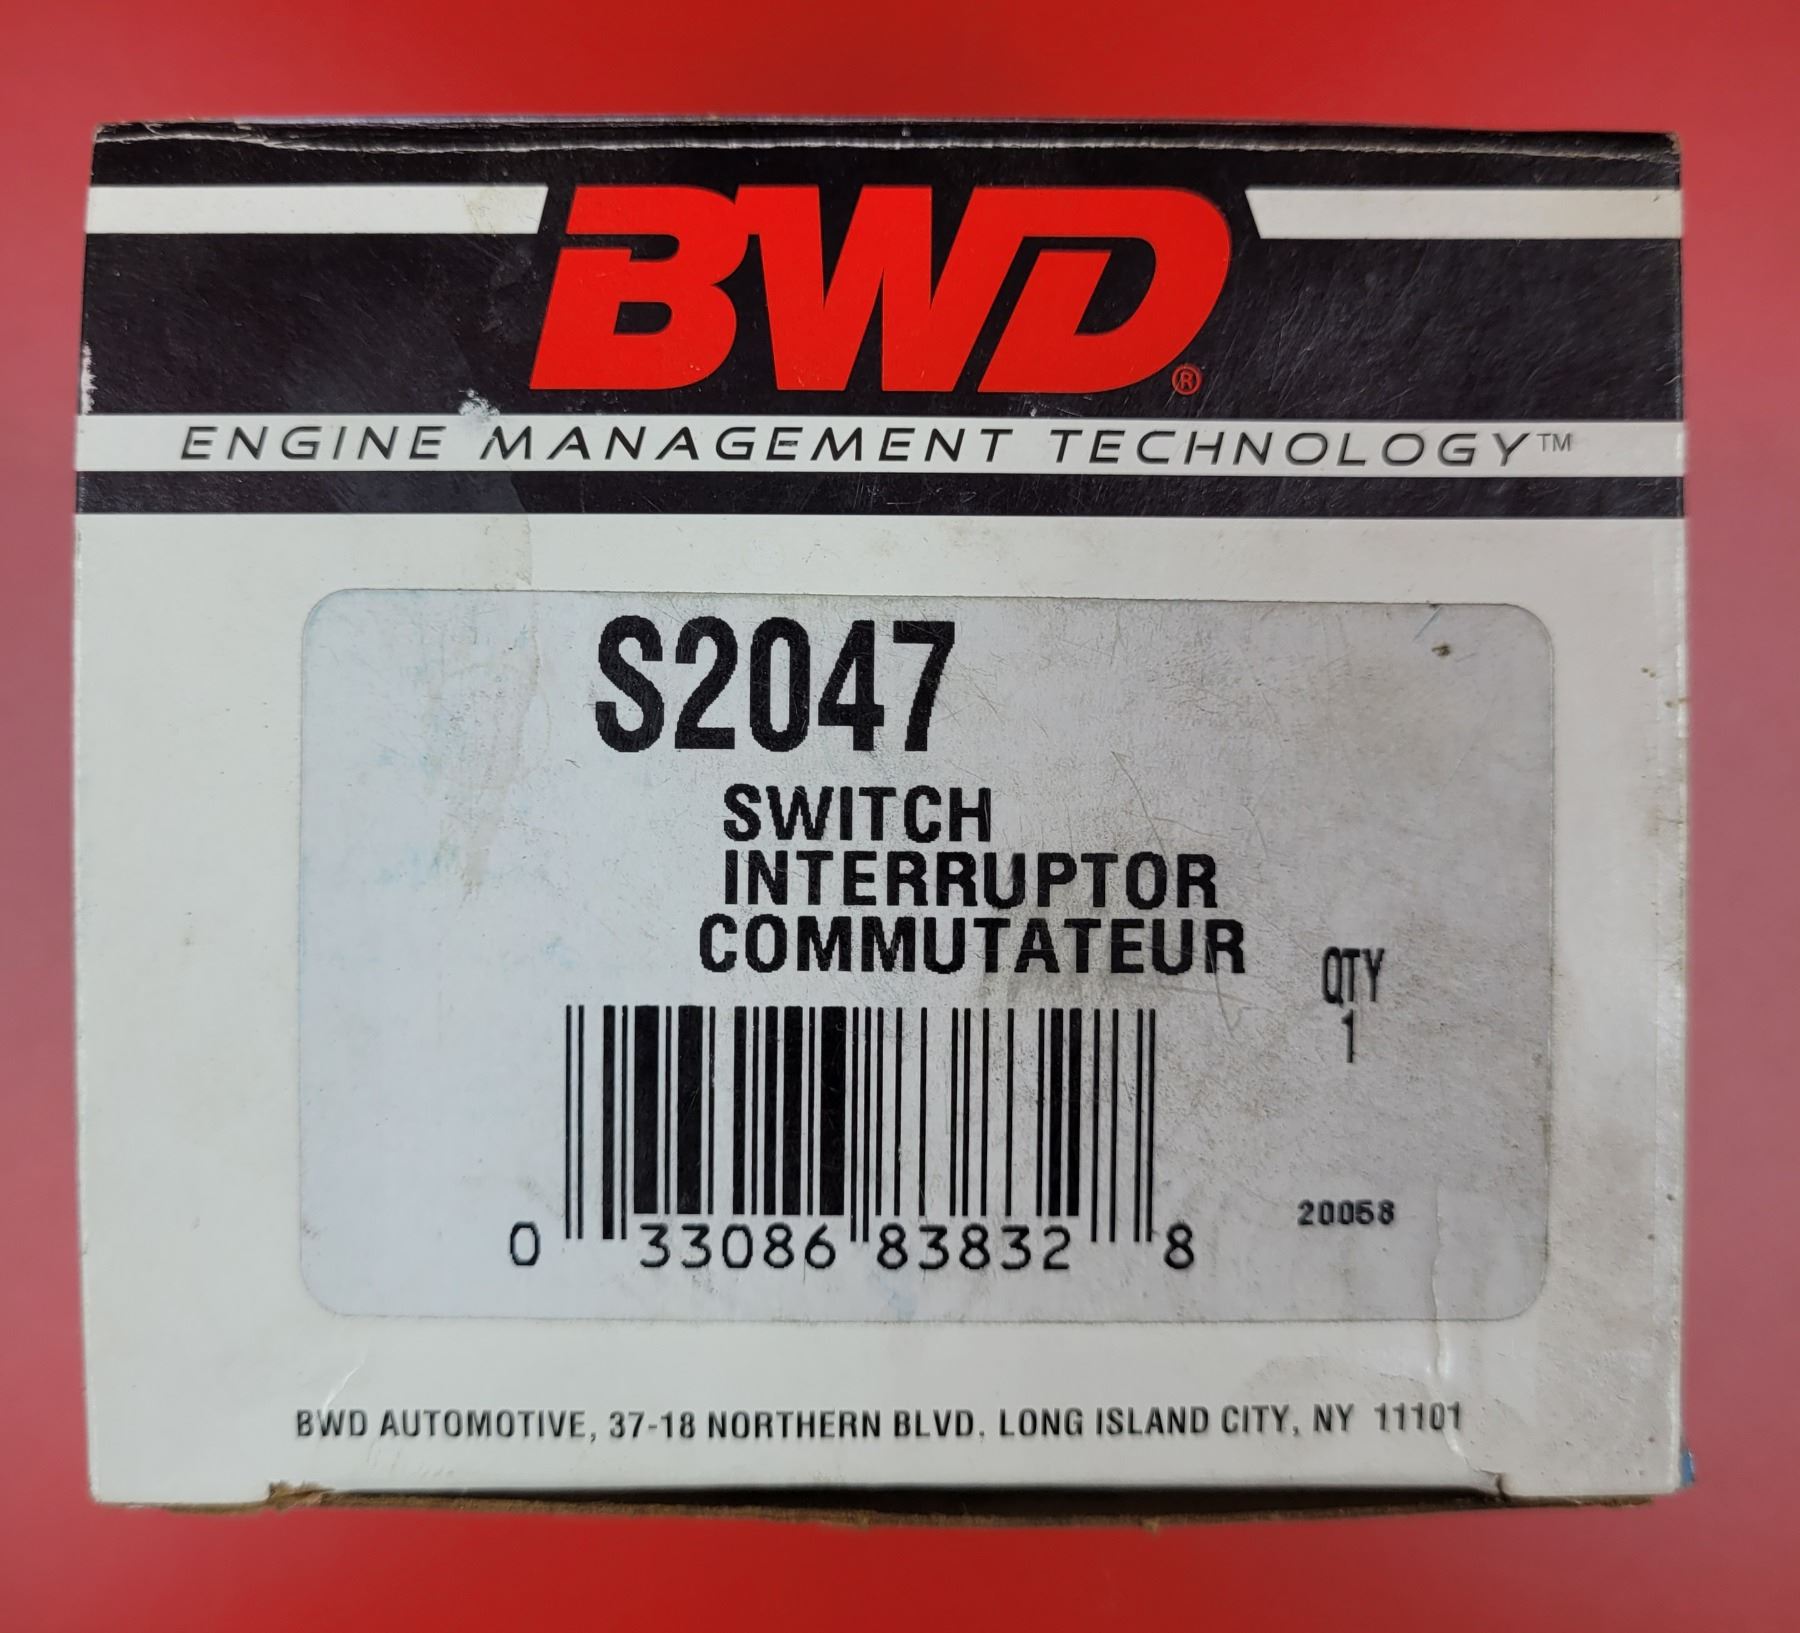 BWD®
ENGINE MANAGEMENT TECHNOLOGY™
S2047
SWITCH
INTERRUPTOR
COMMUTATEUR
QTY
1
20058
0 33086 83832 8
BWD AUTOMOTIVE, 37-18 NORTHERN BLVD. LONG ISLAND CITY, NY 11101